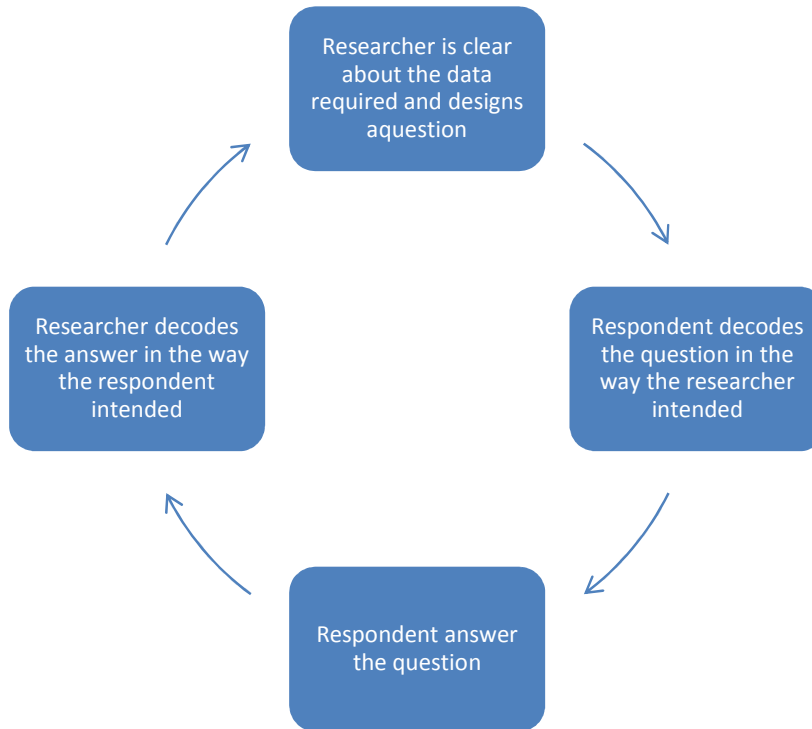 Researcher is clear
about the data
required and designs
aquestion
Respondent decodes
the question in the
way the researcher
intended
Respondent answer
the question
Researcher decodes
the answer in the way
the respondent
intended